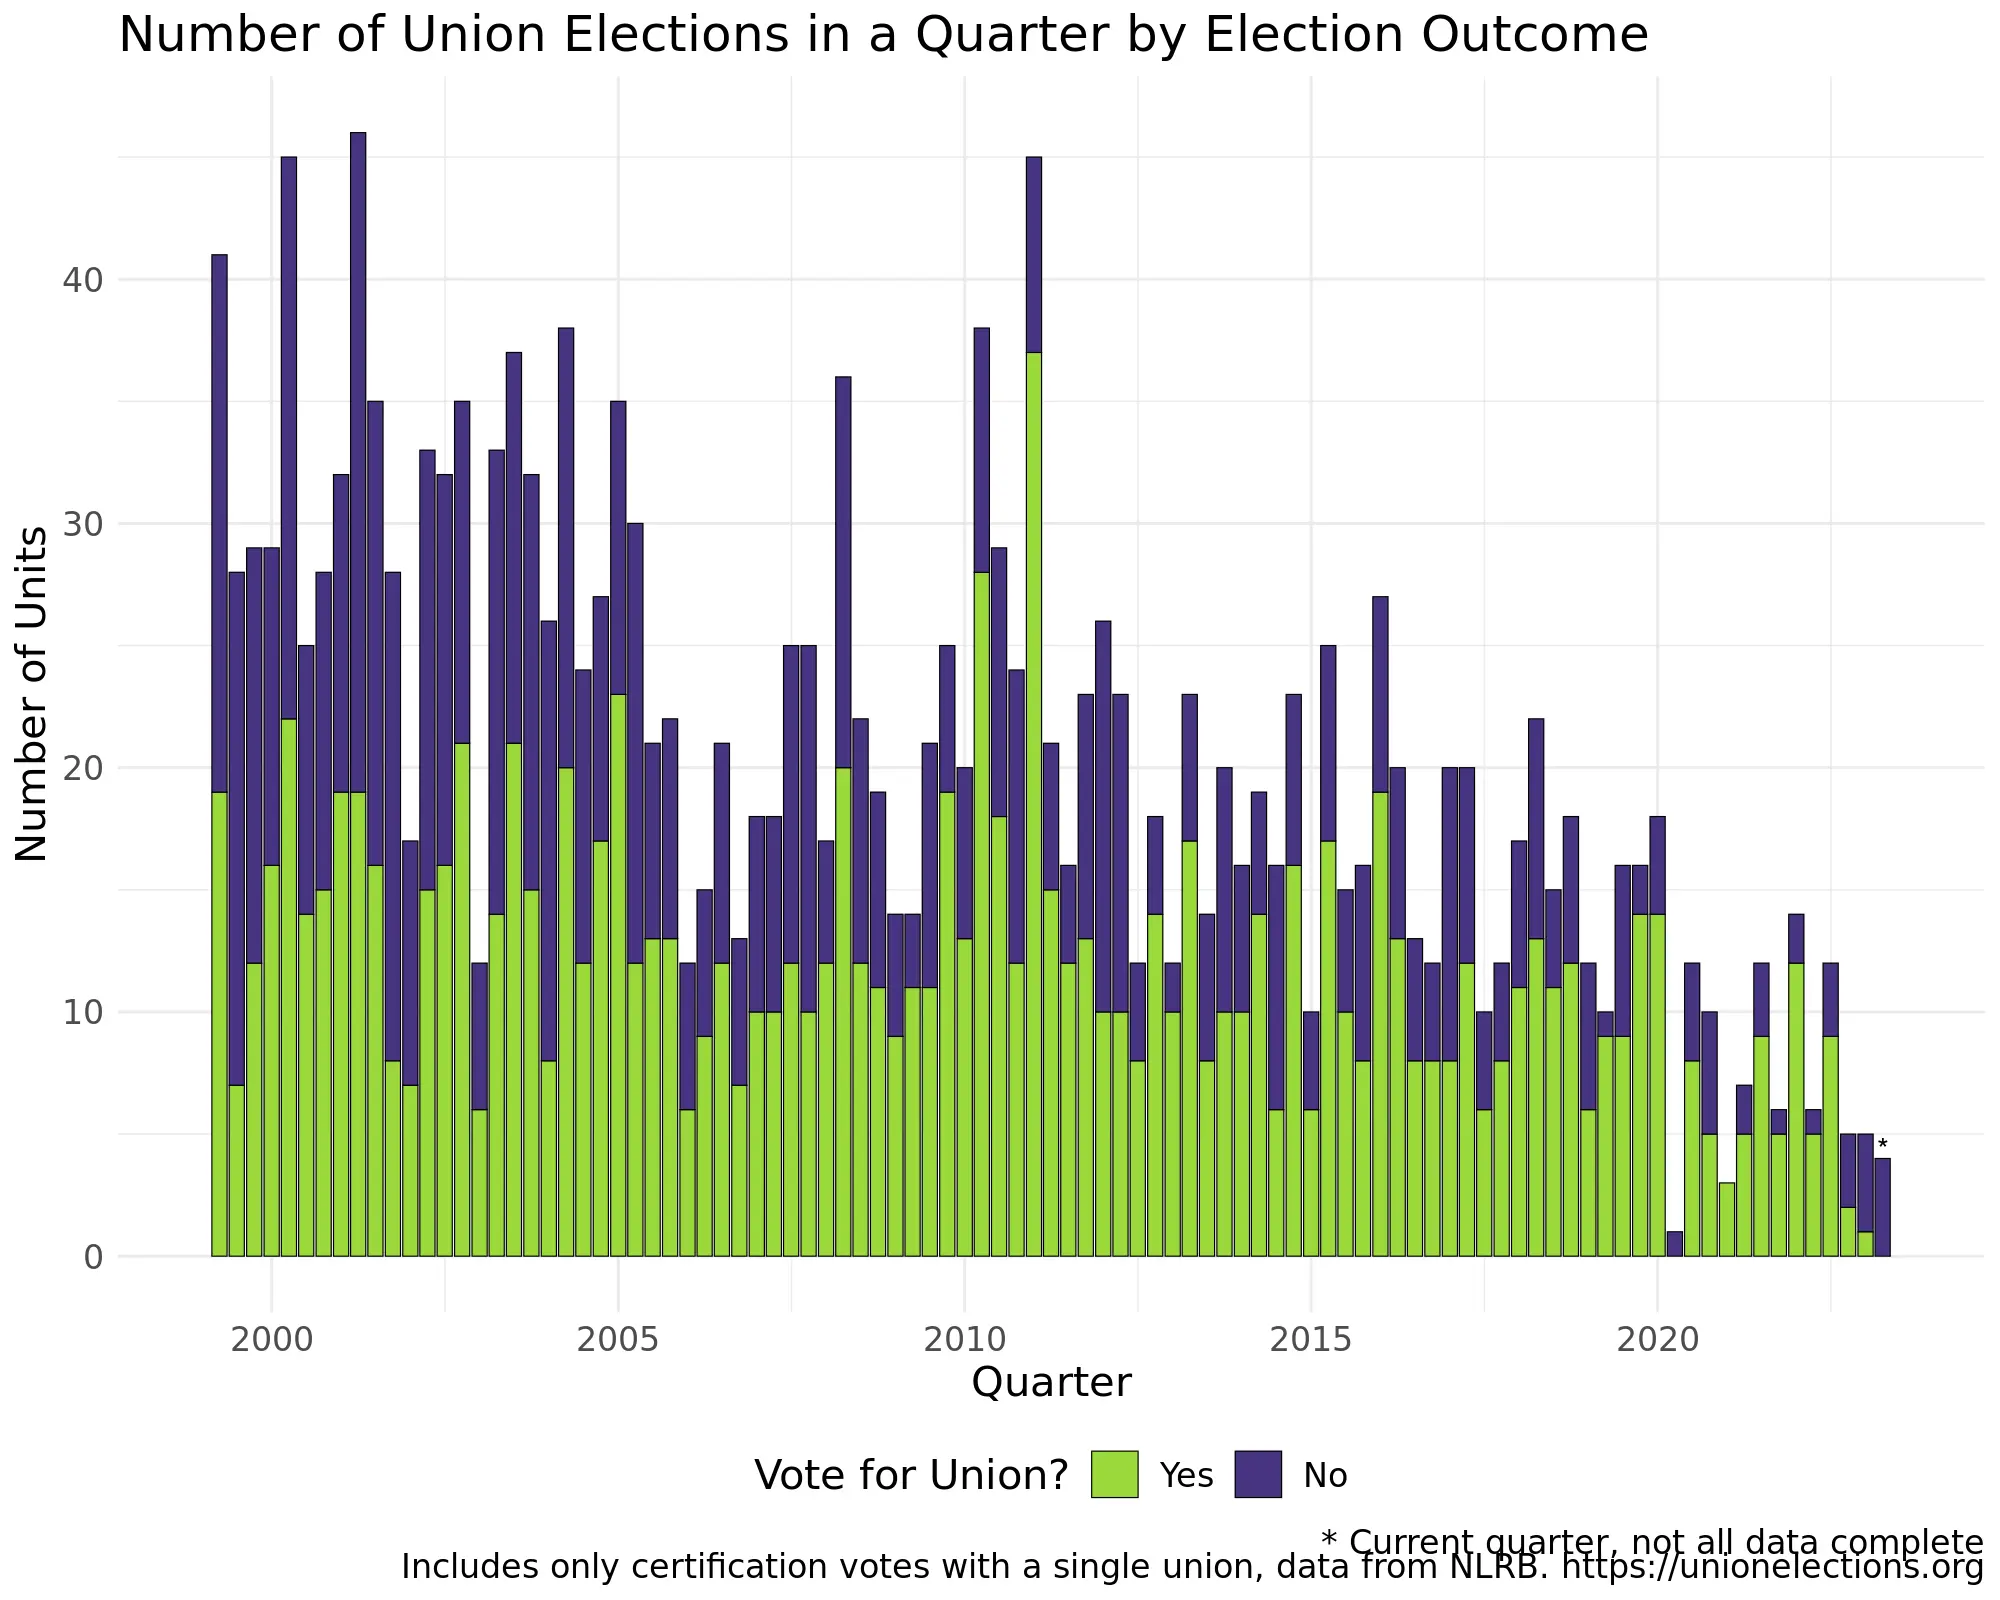 Number of Union Elections in a Quarter by Election Outcome
Number of Units
40
30
20
10
0
*
2000 2005 2010 2015 2020
Quarter
Vote for Union? Yes No
* Current quarter, not all data complete
Includes only certification votes with a single union, data from NLRB. https://unionelections.org